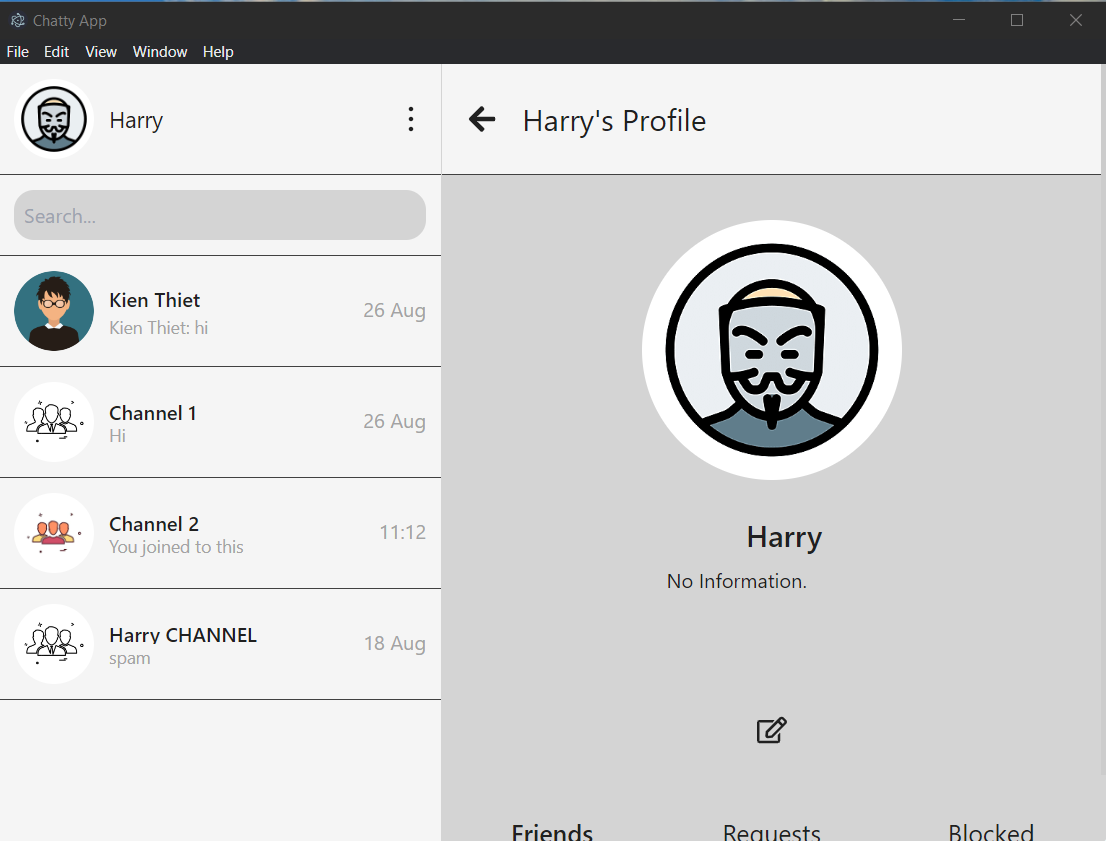 Chatty App
File Edit View Window Help
Harry
Harry's Profile
Search...
Kien Thiet
Kien Thiet: hi
26 Aug
Channel 1
Hi
26 Aug
Channel 2
You joined to this
11:12
Harry CHANNEL
spam
18 Aug
Harry
No Information.
Friends Requests Blocked